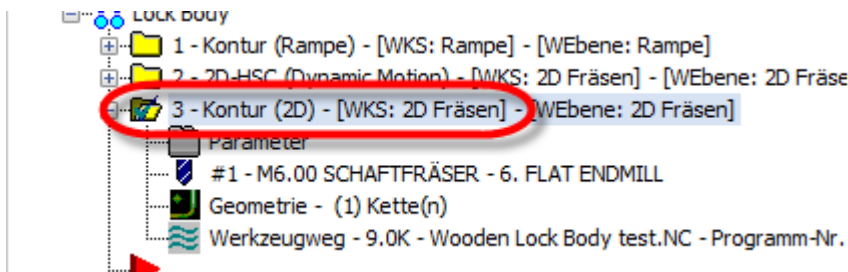 Lock Body
1 - Kontur (Rampe) - [WKS: Rampe] - [WEbene: Rampe]
2 - 2D-HSC (Dynamic Motion) - [WKS: 2D Fräsen] - [WEbene: 2D Fräse
3 - Kontur (2D) - [WKS: 2D Fräsen] - [WEbene: 2D Fräsen]
Parameter
#1 - M6.00 SCHAFTFRÄSER - 6. FLAT ENDMILL
Geometrie - (1) Kette(n)
Werkzeugweg - 9.0K - Wooden Lock Body test.NC - Programm-Nr.